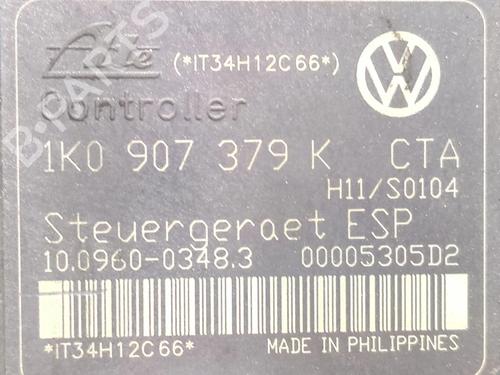 Ate (*IT34H12C66*)
Controller
1K0 907 379 K CTA
H11/S0104
Steuergeraet ESP
10.0960-0348.3 00005305D2
*IT34H12C66* MADE IN PHILIPPINES
B-PARTS